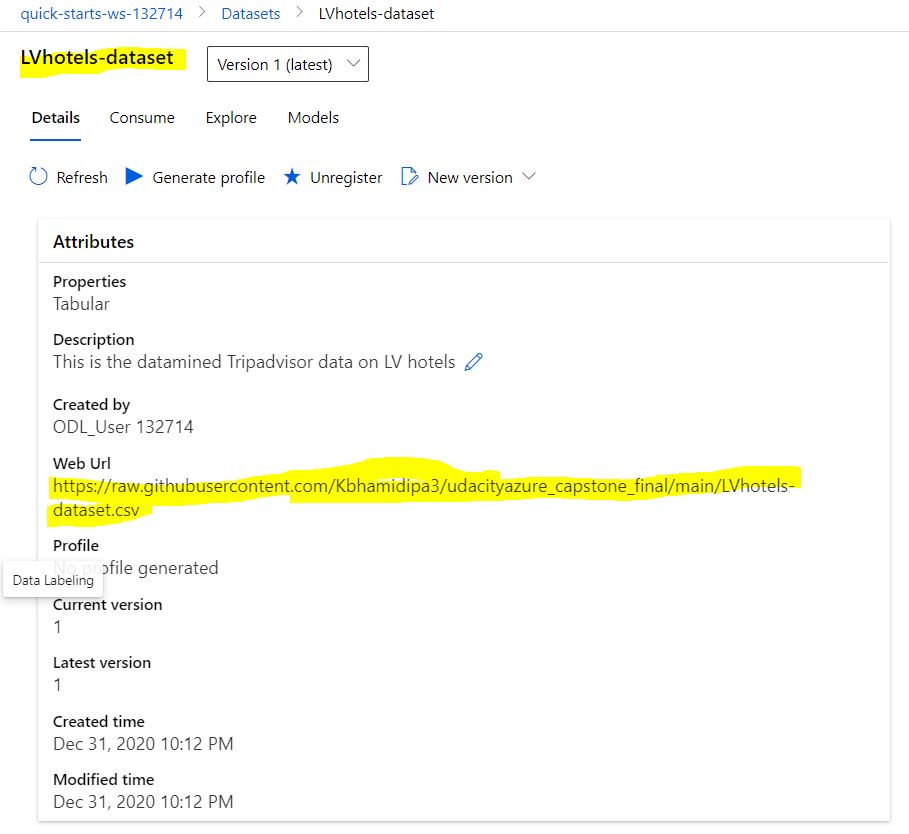 quick-starts-ws-132714 > Datasets > LVhotels-dataset
LVhotels-dataset Version 1 (latest)
Details Consume Explore Models
Refresh Generate profile Unregister New version
Attributes
Properties
Tabular
Description
This is the datamined Tripadvisor data on LV hotels
Created by
ODL_User 132714
Web Url
https://raw.githubusercontent.com/Kbhamidipa3/udacityazure_capstone_final/main/LVhotels-
dataset.csv
Profile
No profile generated
Data Labeling
Current version
1
Latest version
1
Created time
Dec 31, 2020 10:12 PM
Modified time
Dec 31, 2020 10:12 PM